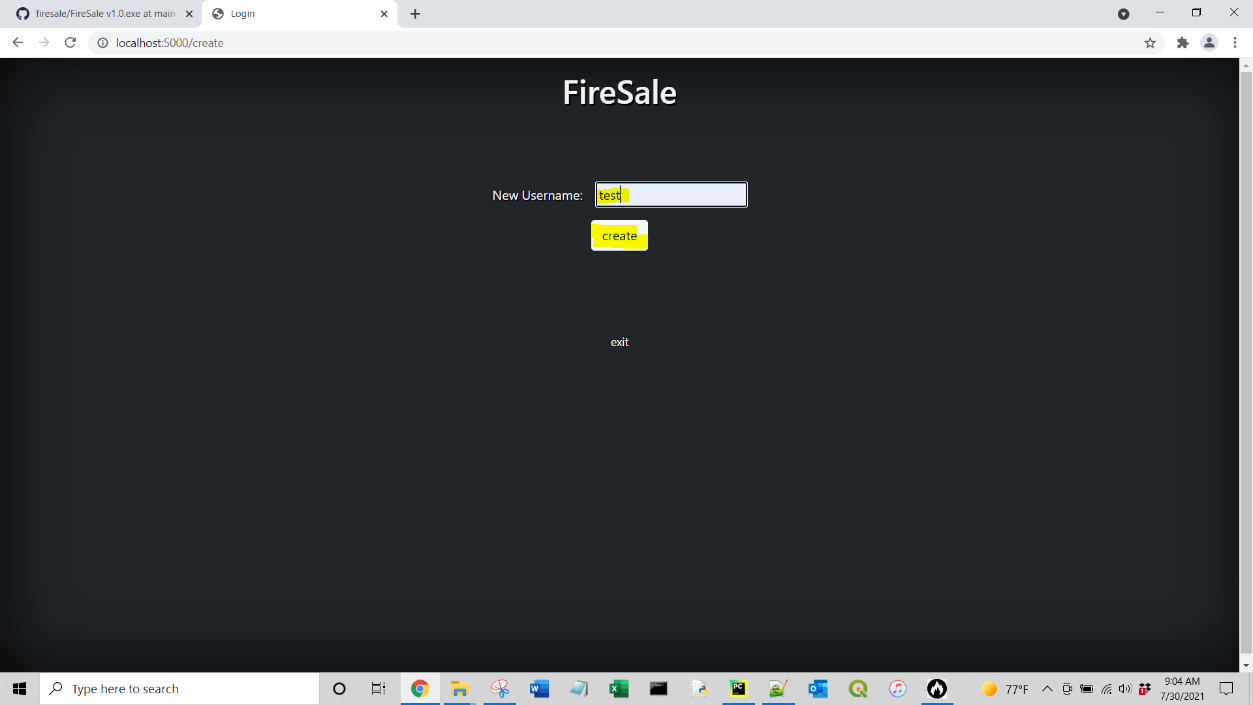 firesale/FireSale v1.0.exe at main
Login
localhost:5000/create
FireSale
New Username: test
create
exit
Type here to search
77°F
9:04 AM
7/30/2021